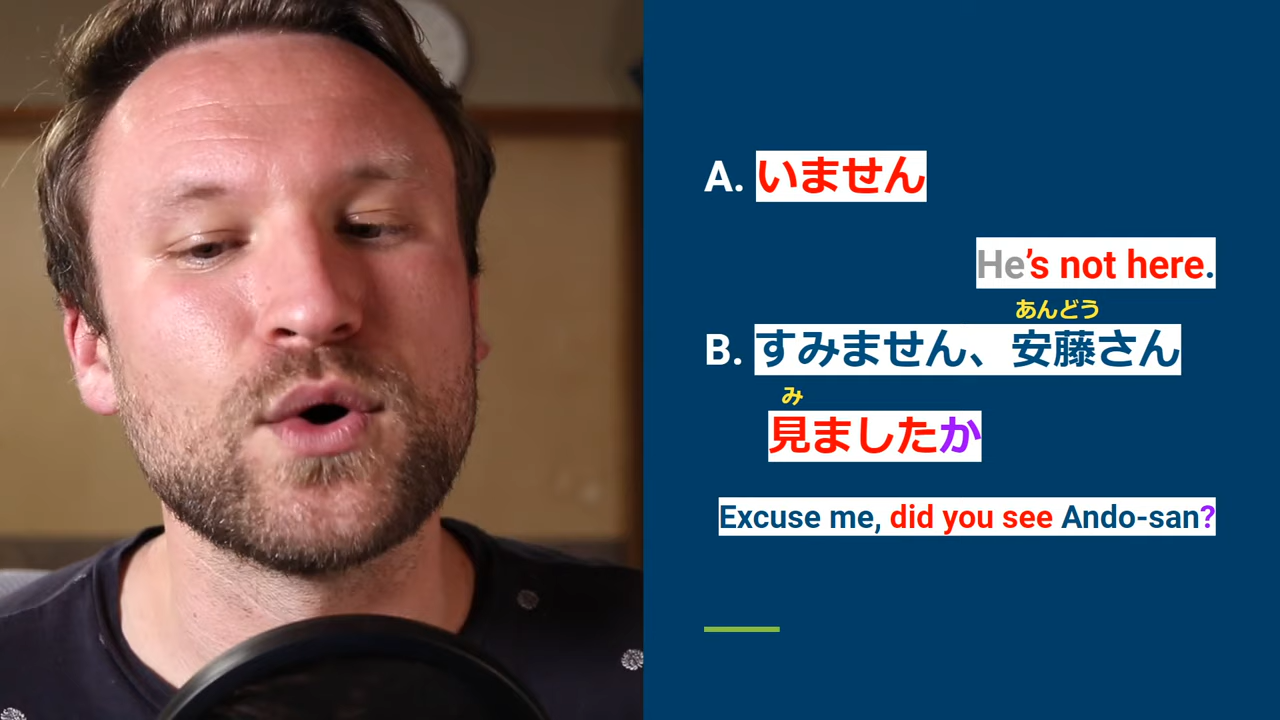 A. いません
He's not here.
あんどう
B. すみません、安藤さん
み
見ましたか
Excuse me, did you see Ando-san?